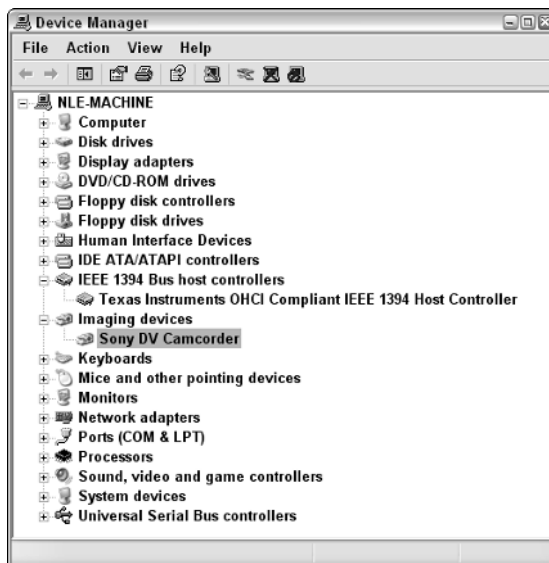 Device Manager
File Action View Help
NLE-MACHINE
Computer
Disk drives
Display adapters
DVD/CD-ROM drives
Floppy disk controllers
Floppy disk drives
Human Interface Devices
IDE ATA/ATAPI controllers
IEEE 1394 Bus host controllers
Texas Instruments OHCI Compliant IEEE 1394 Host Controller
Imaging devices
Sony DV Camcorder
Keyboards
Mice and other pointing devices
Monitors
Network adapters
Ports (COM & LPT)
Processors
Sound, video and game controllers
System devices
Universal Serial Bus controllers